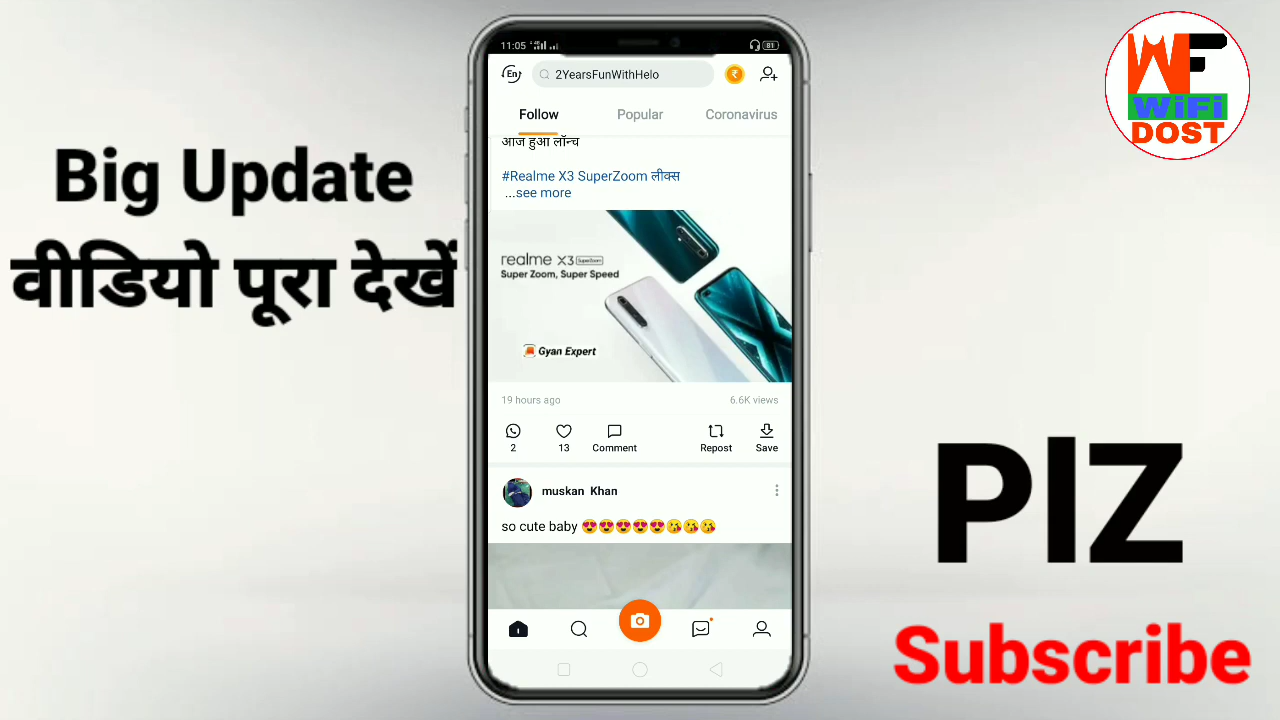 Big Update
वीडियो पूरा देखें
11:05
81
En
2YearsFunWithHelo
₹
Follow
Popular
Coronavirus
आज हुआ लॉन्च
#Realme X3 SuperZoom लीक्स
...see more
realme X3 SuperZoom
Super Zoom, Super Speed
Gyan Expert
19 hours ago
6.6K views
2
13
Comment
Repost
Save
muskan Khan
so cute baby 😍😍😍😍😍😘😘😘
WF
WiFi
DOST
PlZ
Subscribe